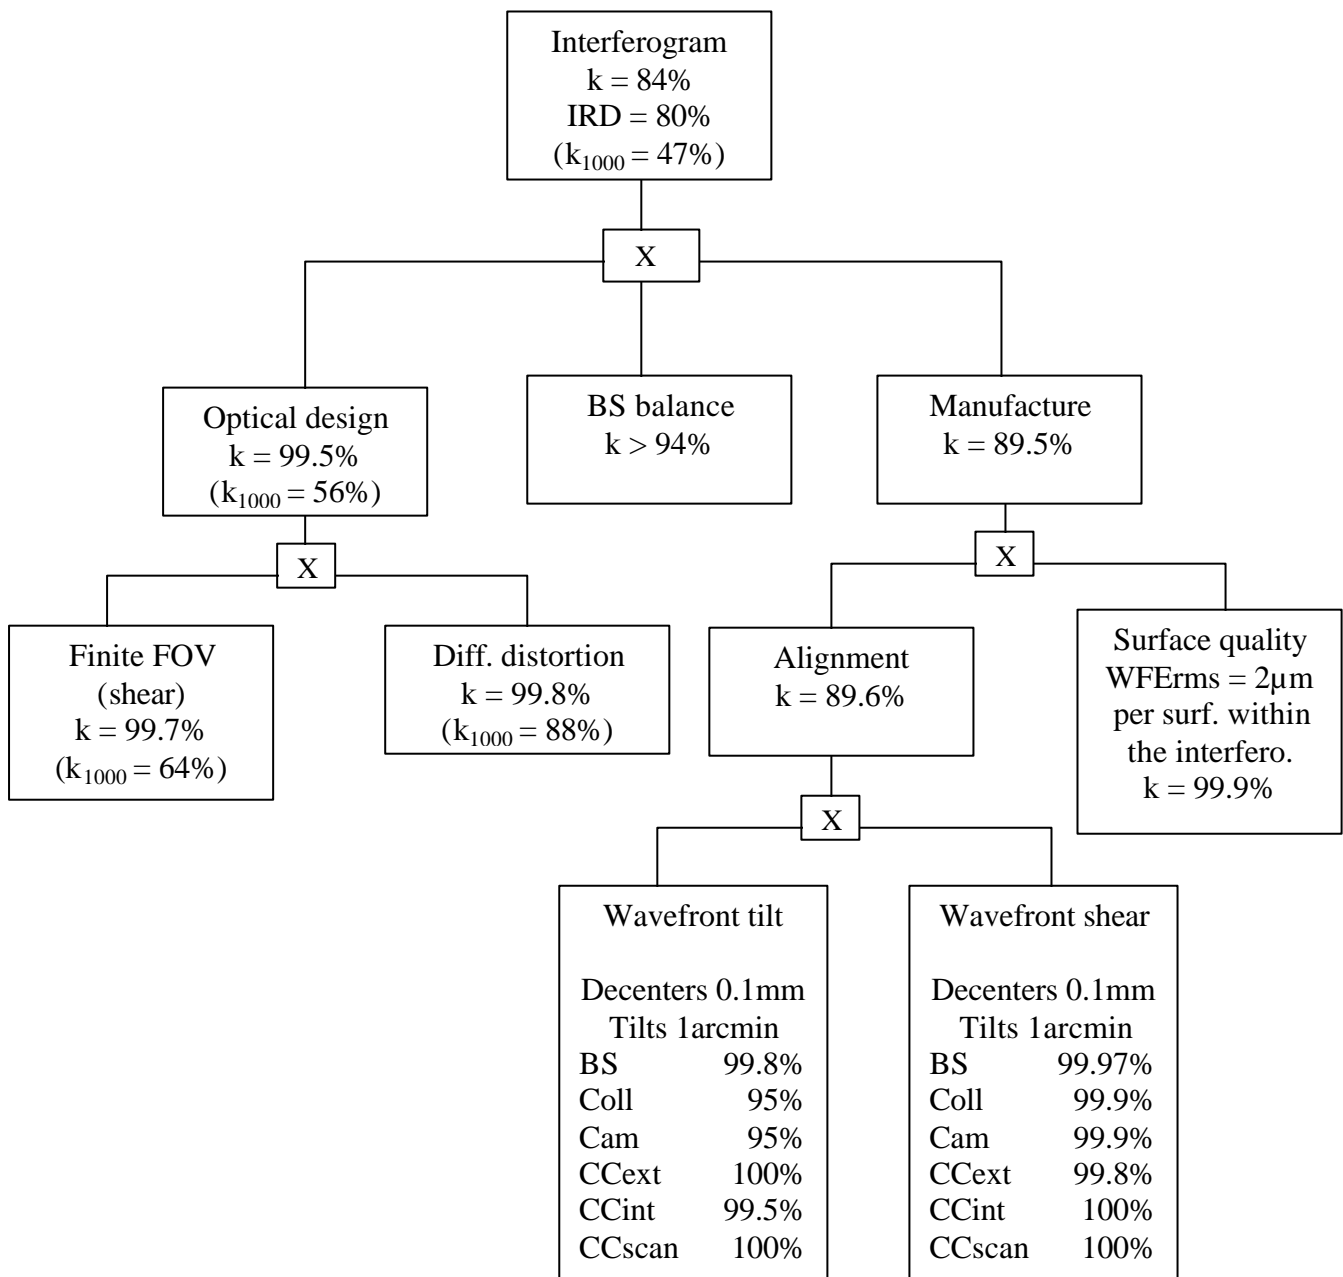 Interferogram
k = 84%
IRD = 80%
(k₁₀₀₀ = 47%)
X
Optical design
k = 99.5%
(k₁₀₀₀ = 56%)
BS balance
k > 94%
Manufacture
k = 89.5%
X
X
Finite FOV
(shear)
k = 99.7%
(k₁₀₀₀ = 64%)
Diff. distortion
k = 99.8%
(k₁₀₀₀ = 88%)
Alignment
k = 89.6%
Surface quality
WFErms = 2µm
per surf. within
the interfero.
k = 99.9%
X
Wavefront tilt
Decenters 0.1mm
Tilts 1arcmin
BS 99.8%
Coll 95%
Cam 95%
CCext 100%
CCint 99.5%
CCscan 100%
Wavefront shear
Decenters 0.1mm
Tilts 1arcmin
BS 99.97%
Coll 99.9%
Cam 99.9%
CCext 99.8%
CCint 100%
CCscan 100%